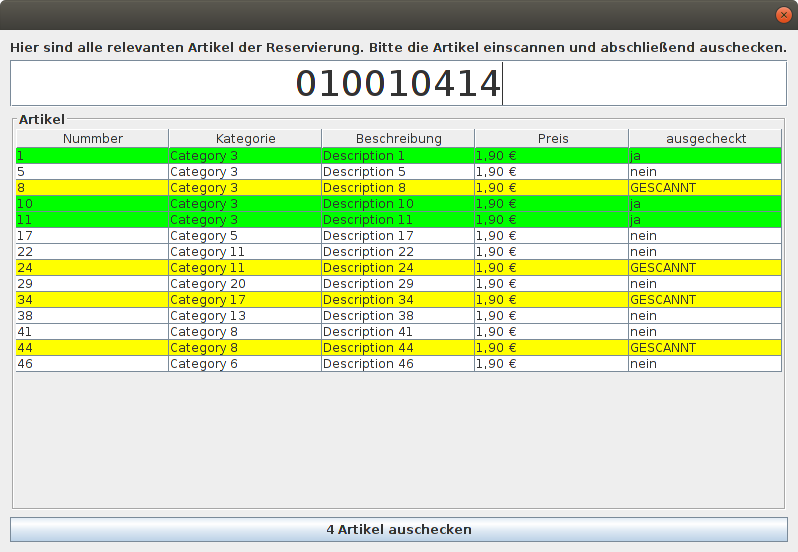 Hier sind alle relevanten Artikel der Reservierung. Bitte die Artikel einscannen und abschließend auschecken.
010010414
Artikel
Nummber Kategorie Beschreibung Preis ausgecheckt
1 Category 3 Description 1 1,90 € ja
5 Category 3 Description 5 1,90 € nein
8 Category 3 Description 8 1,90 € GESCANNT
10 Category 3 Description 10 1,90 € ja
11 Category 3 Description 11 1,90 € ja
17 Category 5 Description 17 1,90 € nein
22 Category 11 Description 22 1,90 € nein
24 Category 11 Description 24 1,90 € GESCANNT
29 Category 20 Description 29 1,90 € nein
34 Category 17 Description 34 1,90 € GESCANNT
38 Category 13 Description 38 1,90 € nein
41 Category 8 Description 41 1,90 € nein
44 Category 8 Description 44 1,90 € GESCANNT
46 Category 6 Description 46 1,90 € nein
4 Artikel auschecken